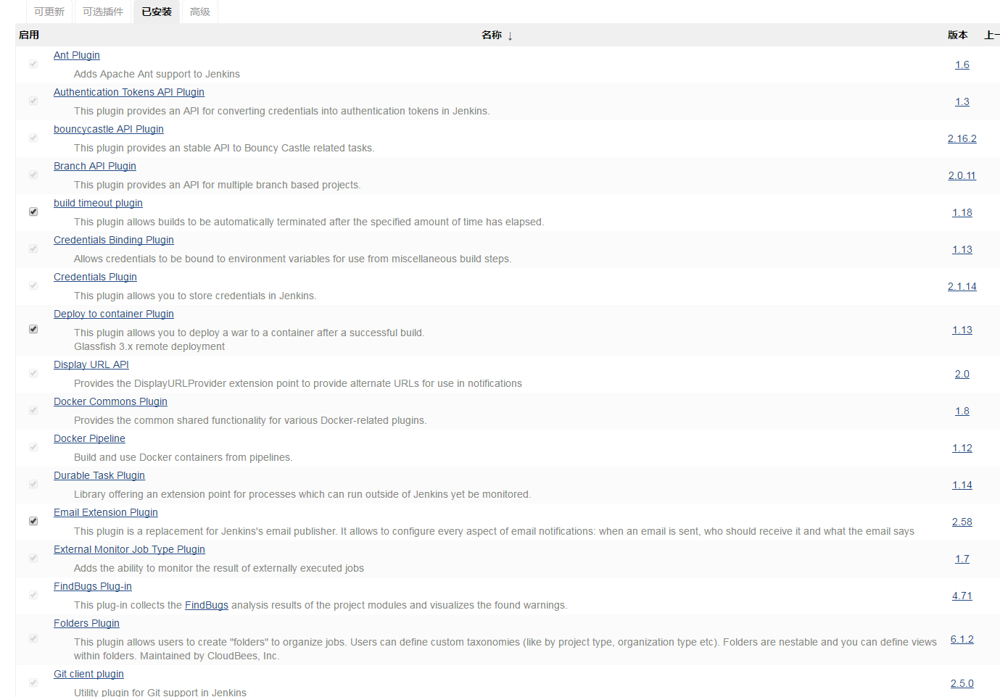 可更新 可选插件 已安装 高级
启用 名称 ↓ 版本 上一
Ant Plugin
Adds Apache Ant support to Jenkins
1.6
Authentication Tokens API Plugin
This plugin provides an API for converting credentials into authentication tokens in Jenkins.
1.3
bouncycastle API Plugin
This plugin provides an stable API to Bouncy Castle related tasks.
2.16.2
Branch API Plugin
This plugin provides an API for multiple branch based projects.
2.0.11
build timeout plugin
This plugin allows builds to be automatically terminated after the specified amount of time has elapsed.
1.18
Credentials Binding Plugin
Allows credentials to be bound to environment variables for use from miscellaneous build steps.
1.13
Credentials Plugin
This plugin allows you to store credentials in Jenkins.
2.1.14
Deploy to container Plugin
This plugin allows you to deploy a war to a container after a successful build.
Glassfish 3.x remote deployment
1.13
Display URL API
Provides the DisplayURLProvider extension point to provide alternate URLs for use in notifications
2.0
Docker Commons Plugin
Provides the common shared functionality for various Docker-related plugins.
1.8
Docker Pipeline
Build and use Docker containers from pipelines.
1.12
Durable Task Plugin
Library offering an extension point for processes which can run outside of Jenkins yet be monitored.
1.14
Email Extension Plugin
This plugin is a replacement for Jenkins's email publisher. It allows to configure every aspect of email notifications: when an email is sent, who should receive it and what the email says
2.58
External Monitor Job Type Plugin
Adds the ability to monitor the result of externally executed jobs
1.7
FindBugs Plug-in
This plug-in collects the FindBugs analysis results of the project modules and visualizes the found warnings.
4.71
Folders Plugin
This plugin allows users to create "folders" to organize jobs. Users can define custom taxonomies (like by project type, organization type etc). Folders are nestable and you can define views
within folders. Maintained by CloudBees, Inc.
6.1.2
Git client plugin
Utility plugin for Git support in Jenkins
2.5.0